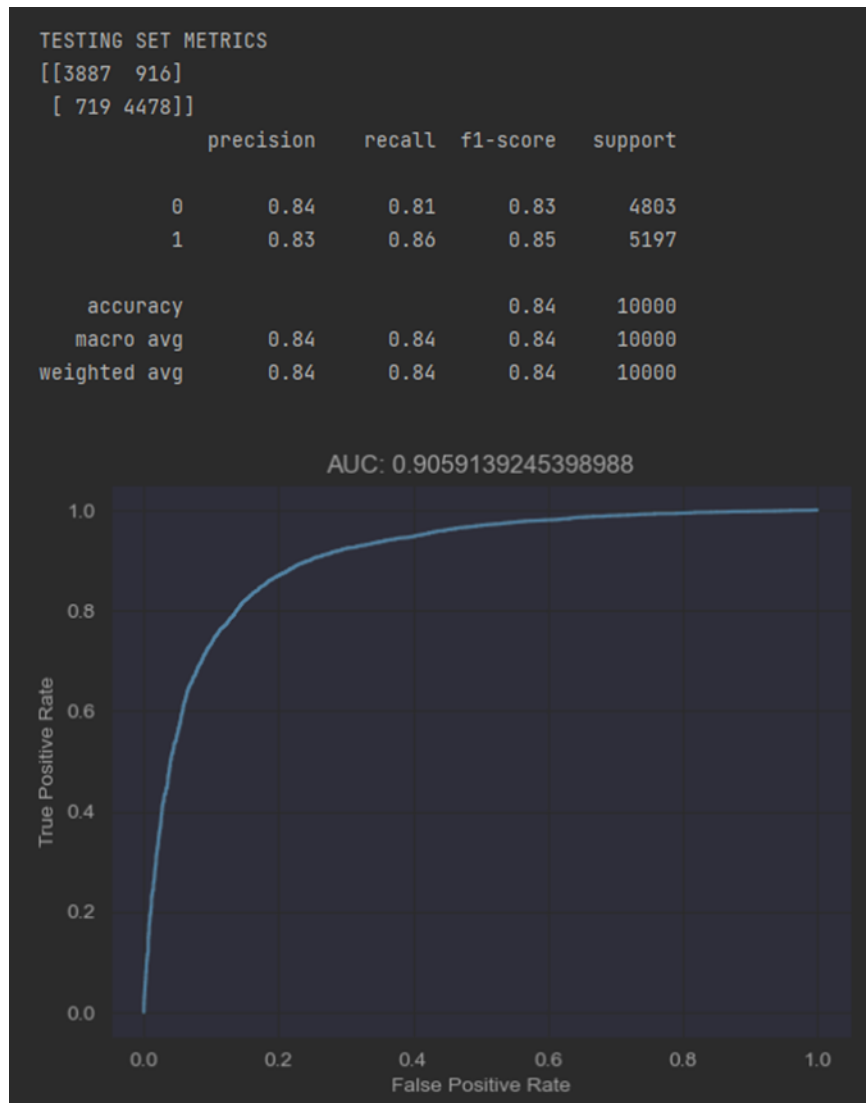 TESTING SET METRICS
[[3887 916]
[ 719 4478]]
precision recall f1-score support
0 0.84 0.81 0.83 4803
1 0.83 0.86 0.85 5197
accuracy 0.84 10000
macro avg 0.84 0.84 0.84 10000
weighted avg 0.84 0.84 0.84 10000
AUC: 0.9059139245398988
1.0
0.8
0.6
0.4
0.2
0.0
True Positive Rate
0.0 0.2 0.4 0.6 0.8 1.0
False Positive Rate